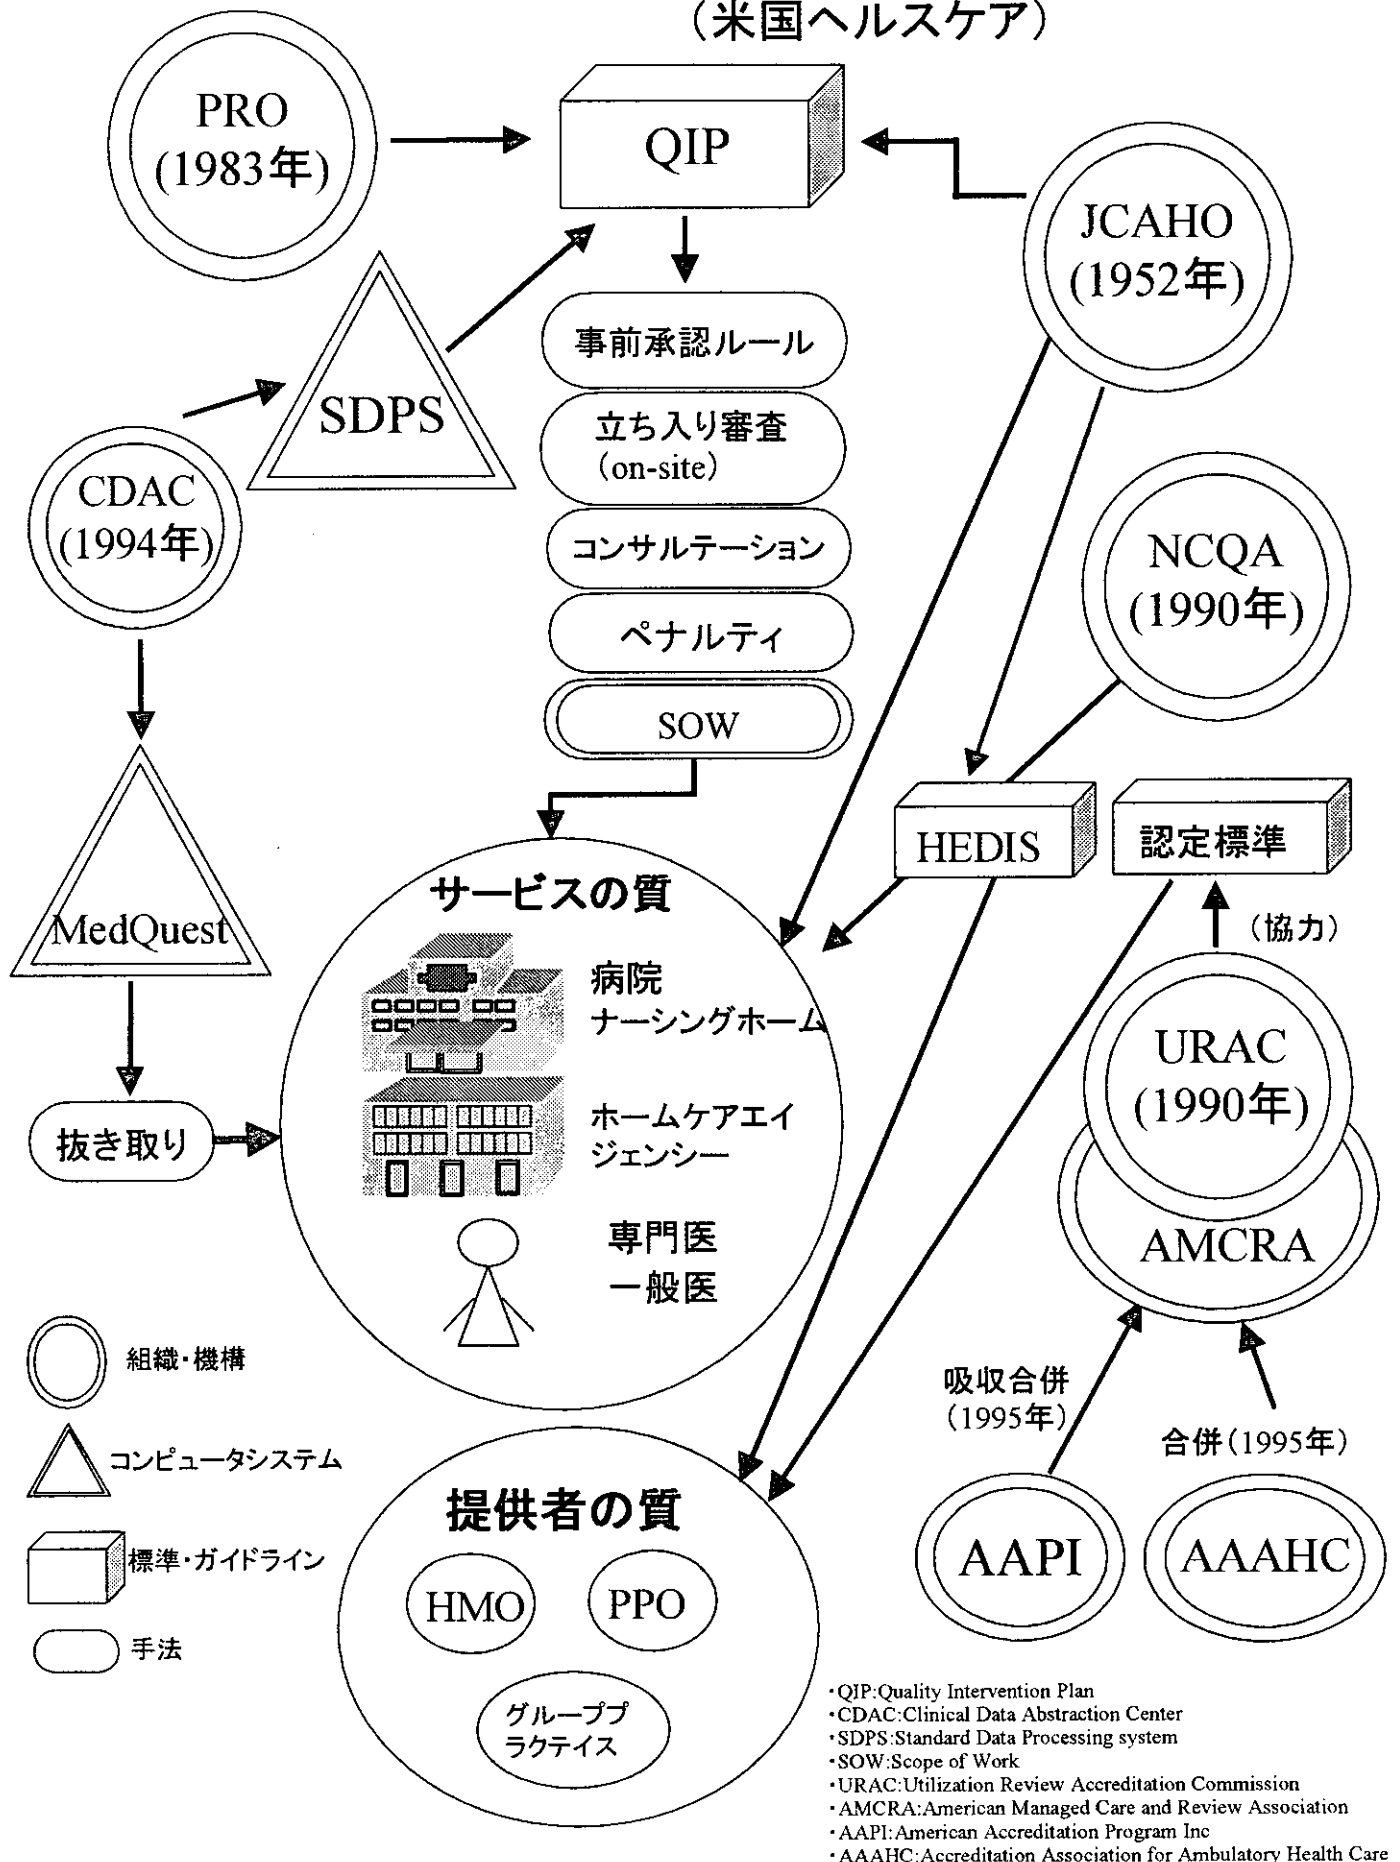 （米国ヘルスケア）
PRO
(1983年)
QIP
JCAHO
(1952年)
SDPS
事前承認ルール
立ち入り審査
（on-site）
コンサルテーション
ペナルティ
SOW
CDAC
(1994年)
NCQA
(1990年)
HEDIS
認定標準
（協力）
MedQuest
抜き取り
サービスの質
病院
ナーシングホーム
ホームケアエイ
ジェンシー
専門医
一般医
URAC
(1990年)
AMCRA
吸収合併
（1995年）
合併（1995年）
AAPI
AAAHC
組織・機構
コンピュータシステム
標準・ガイドライン
手法
提供者の質
HMO
PPO
グループプ
ラクテイス
・QIP:Quality Intervention Plan
・CDAC:Clinical Data Abstraction Center
・SDPS:Standard Data Processing system
・SOW:Scope of Work
・URAC:Utilization Review Accreditation Commission
・AMCRA:American Managed Care and Review Association
・AAPI:American Accreditation Program Inc
・AAAHC:Accreditation Association for Ambulatory Health Care